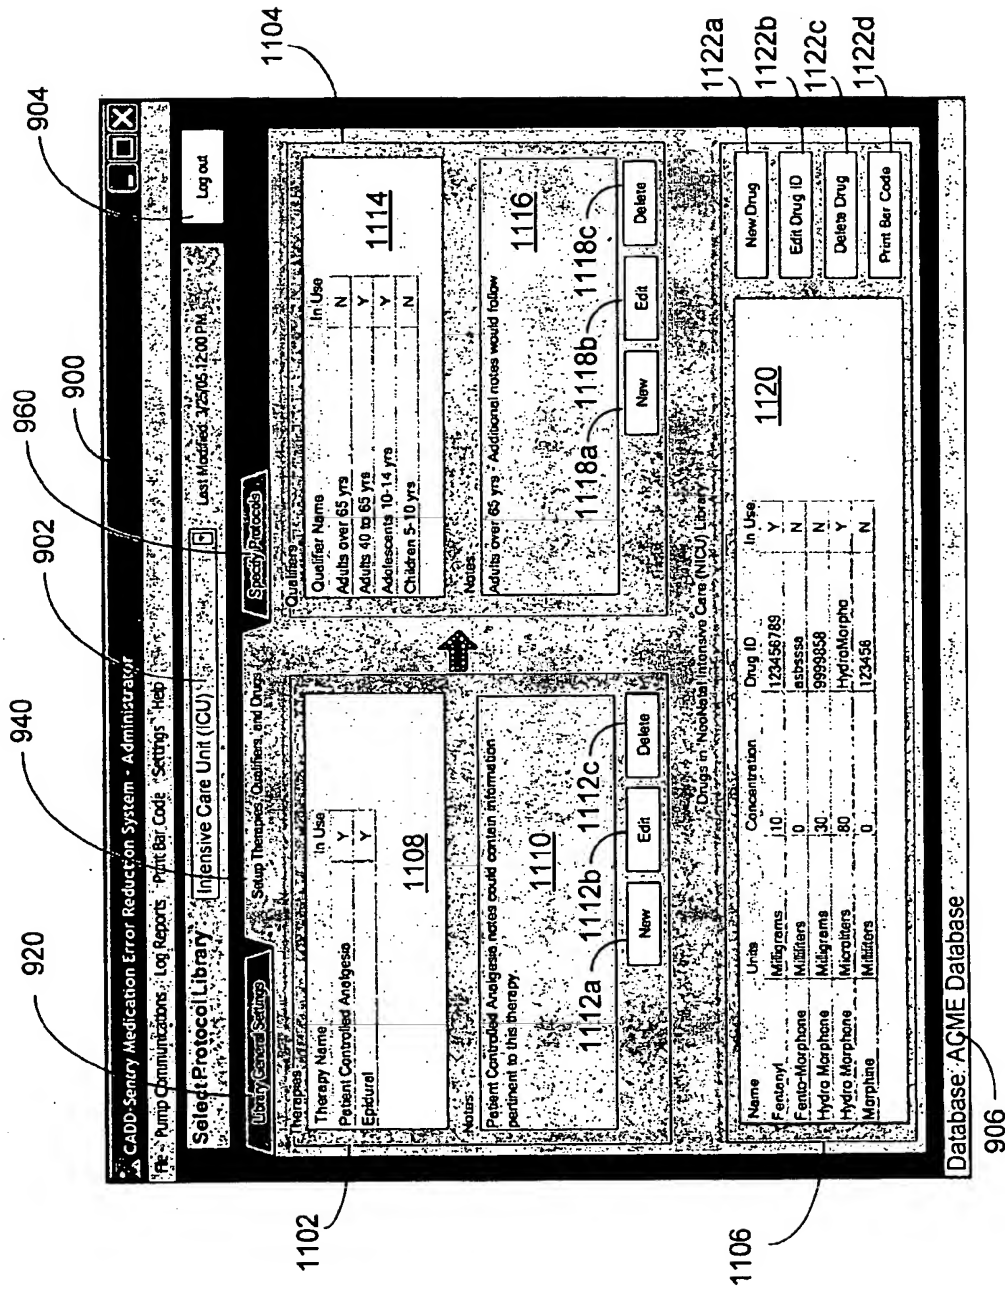 920
940
902
960
900
904
CADD-Sentry Medication Error Reduction System - Administrator
File Pump Communications Log Reports Print Bar Code Settings Help
Select Protocol Library Intensive Care Unit (ICU) Last Modified: 3/25/05 12:00 PM Log out
Library General Settings Setup Therapies, Qualifiers, and Drugs Specify Protocols
Therapies
Therapy Name In Use
Patient Controlled Analgesia Y
Epidural Y
1108
Notes:
Patient Controlled Analgesia notes could contain information
pertinent to this therapy.
1110
1112a 1112b 1112c
New Edit Delete
1102
Qualifiers
Qualifier Name In Use
Adults over 65 yrs N
Adults 40 to 65 yrs Y
Adolescents 10-14 yrs Y
Children 5-10 yrs N
1114
Notes:
Adults over 65 yrs - Additional notes would follow
1116
1118a 1118b 1118c
New Edit Delete
1104
Drugs in NeoNatal Intensive Care (NICU) Library
Name Units Concentration Drug ID In Use
Fentanyl Milligrams 10 123456789 Y
Fento-Morphone Milliliters 0 asbsssa N
Hydro Morphone Milligrams 30 9999858 N
Hydro Morphone Microliters 80 HydroMorpho Y
Morphine Milliliters 0 123456 N
1120
New Drug
Edit Drug ID
Delete Drug
Print Bar Code
1122a
1122b
1122c
1122d
1106
Database: ACME Database
906